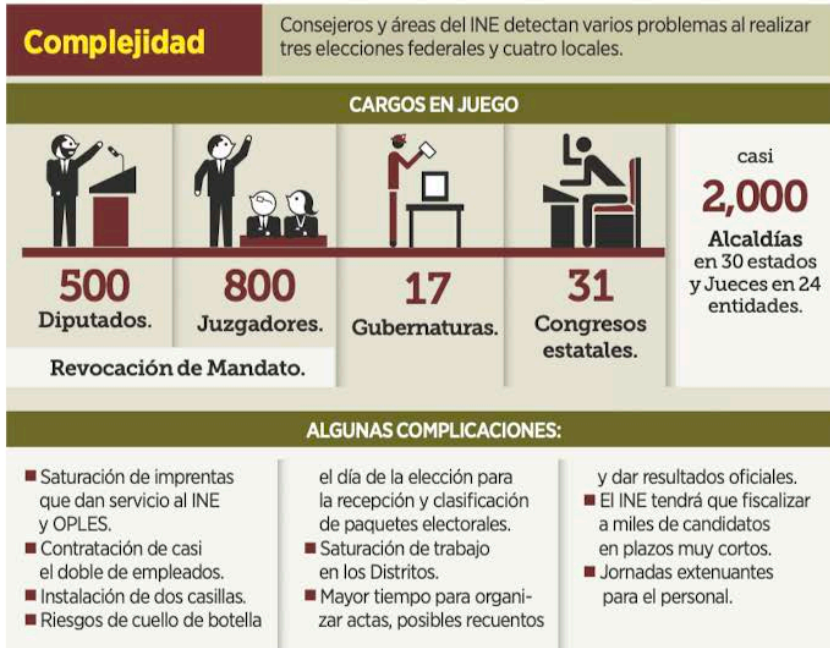 Complejidad
Consejeros y áreas del INE detectan varios problemas al realizar
tres elecciones federales y cuatro locales.
CARGOS EN JUEGO
500
Diputados.
800
Juzgadores.
Revocación de Mandato.
17
Gubernaturas.
31
Congresos
estatales.
casi
2,000
Alcaldías
en 30 estados
y Jueces en 24
entidades.
ALGUNAS COMPLICACIONES:
■ Saturación de imprentas
que dan servicio al INE
y OPLES.
■ Contratación de casi
el doble de empleados.
■ Instalación de dos casillas.
■ Riesgos de cuello de botella
el día de la elección para
la recepción y clasificación
de paquetes electorales.
■ Saturación de trabajo
en los Distritos.
■ Mayor tiempo para organi-
zar actas, posibles recuentos
y dar resultados oficiales.
■ El INE tendrá que fiscalizar
a miles de candidatos
en plazos muy cortos.
■ Jornadas extenuantes
para el personal.